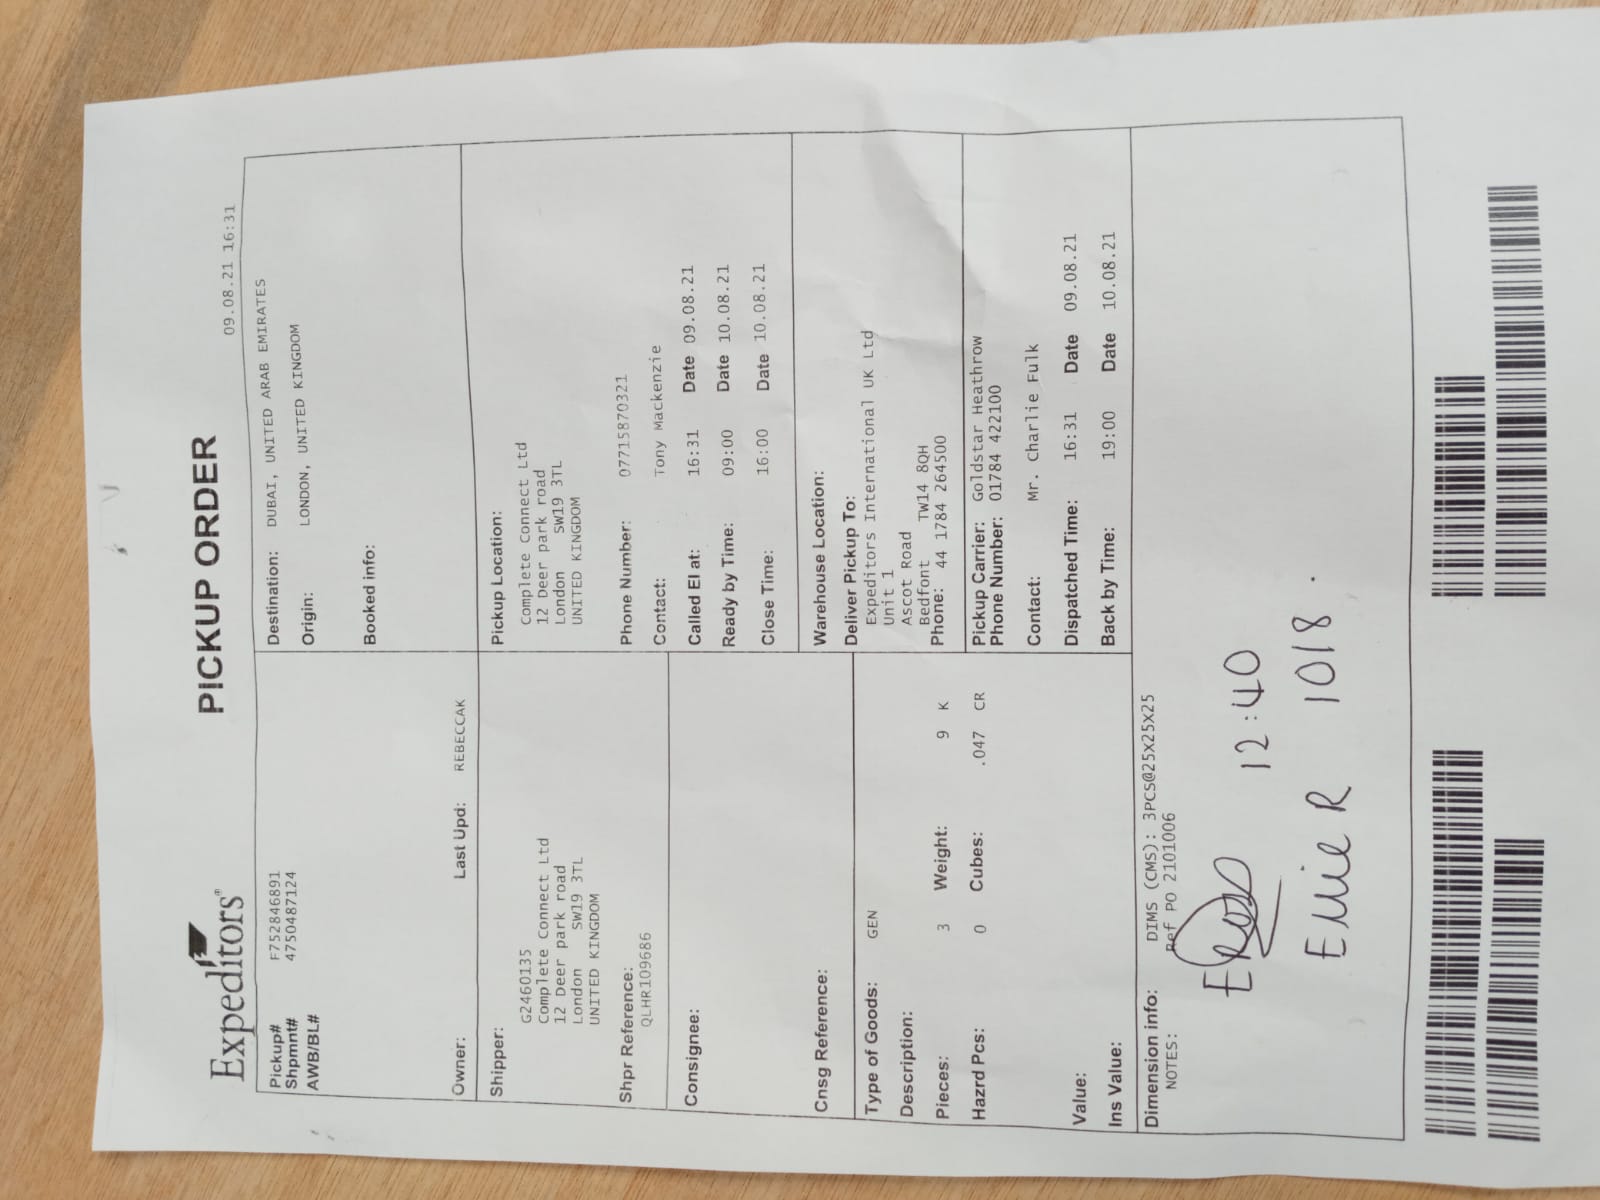 Expeditors®
PICKUP ORDER
09.08.21 16:31
Pickup# F752846891
Shpmnt# 4750487124
AWB/BL#
Owner: Last Upd: REBECCAK
Destination: DUBAI, UNITED ARAB EMIRATES
Origin: LONDON, UNITED KINGDOM
Booked info:
Shipper:
G2460135
Complete Connect Ltd
12 Deer park road
London SW19 3TL
UNITED KINGDOM
Shpr Reference:
QLHR109686
Consignee:
Cnsg Reference:
Pickup Location:
Complete Connect Ltd
12 Deer park road
London SW19 3TL
UNITED KINGDOM
Phone Number: 07715870321
Contact: Tony Mackenzie
Called EI at: 16:31 Date 09.08.21
Ready by Time: 09:00 Date 10.08.21
Close Time: 16:00 Date 10.08.21
Warehouse Location:
Deliver Pickup To:
Expeditors International UK Ltd
Unit 1
Ascot Road
Bedfont TW14 8QH
Phone: 44 1784 264500
Type of Goods: GEN
Description:
Pieces: 3 Weight: 9 K
Hazrd Pcs: 0 Cubes: .047 CR
Value:
Ins Value:
Pickup Carrier: Goldstar Heathrow
Phone Number: 01784 422100
Contact: Mr. Charlie Fulk
Dispatched Time: 16:31 Date 09.08.21
Back by Time: 19:00 Date 10.08.21
Dimension info: DIMS (CMS): 3PCS@25X25X25
NOTES: Ref PO 2101006
12:40
R 10/8.